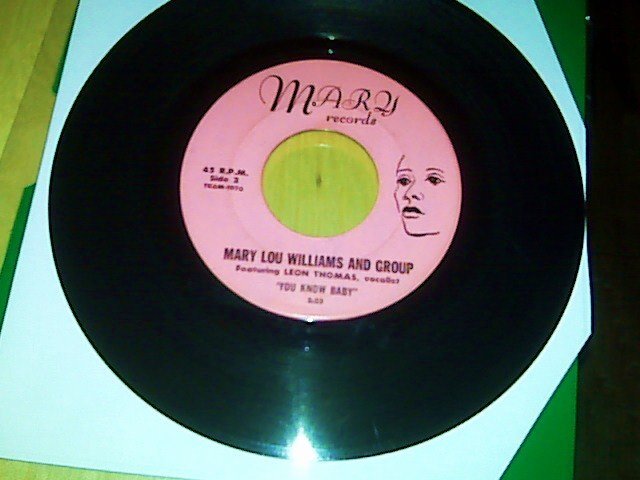 MARY
records
45 R.P.M.
Side 2
MARY LOU WILLIAMS AND GROUP
Featuring LEON THOMAS, vocalist
"YOU KNOW BABY"